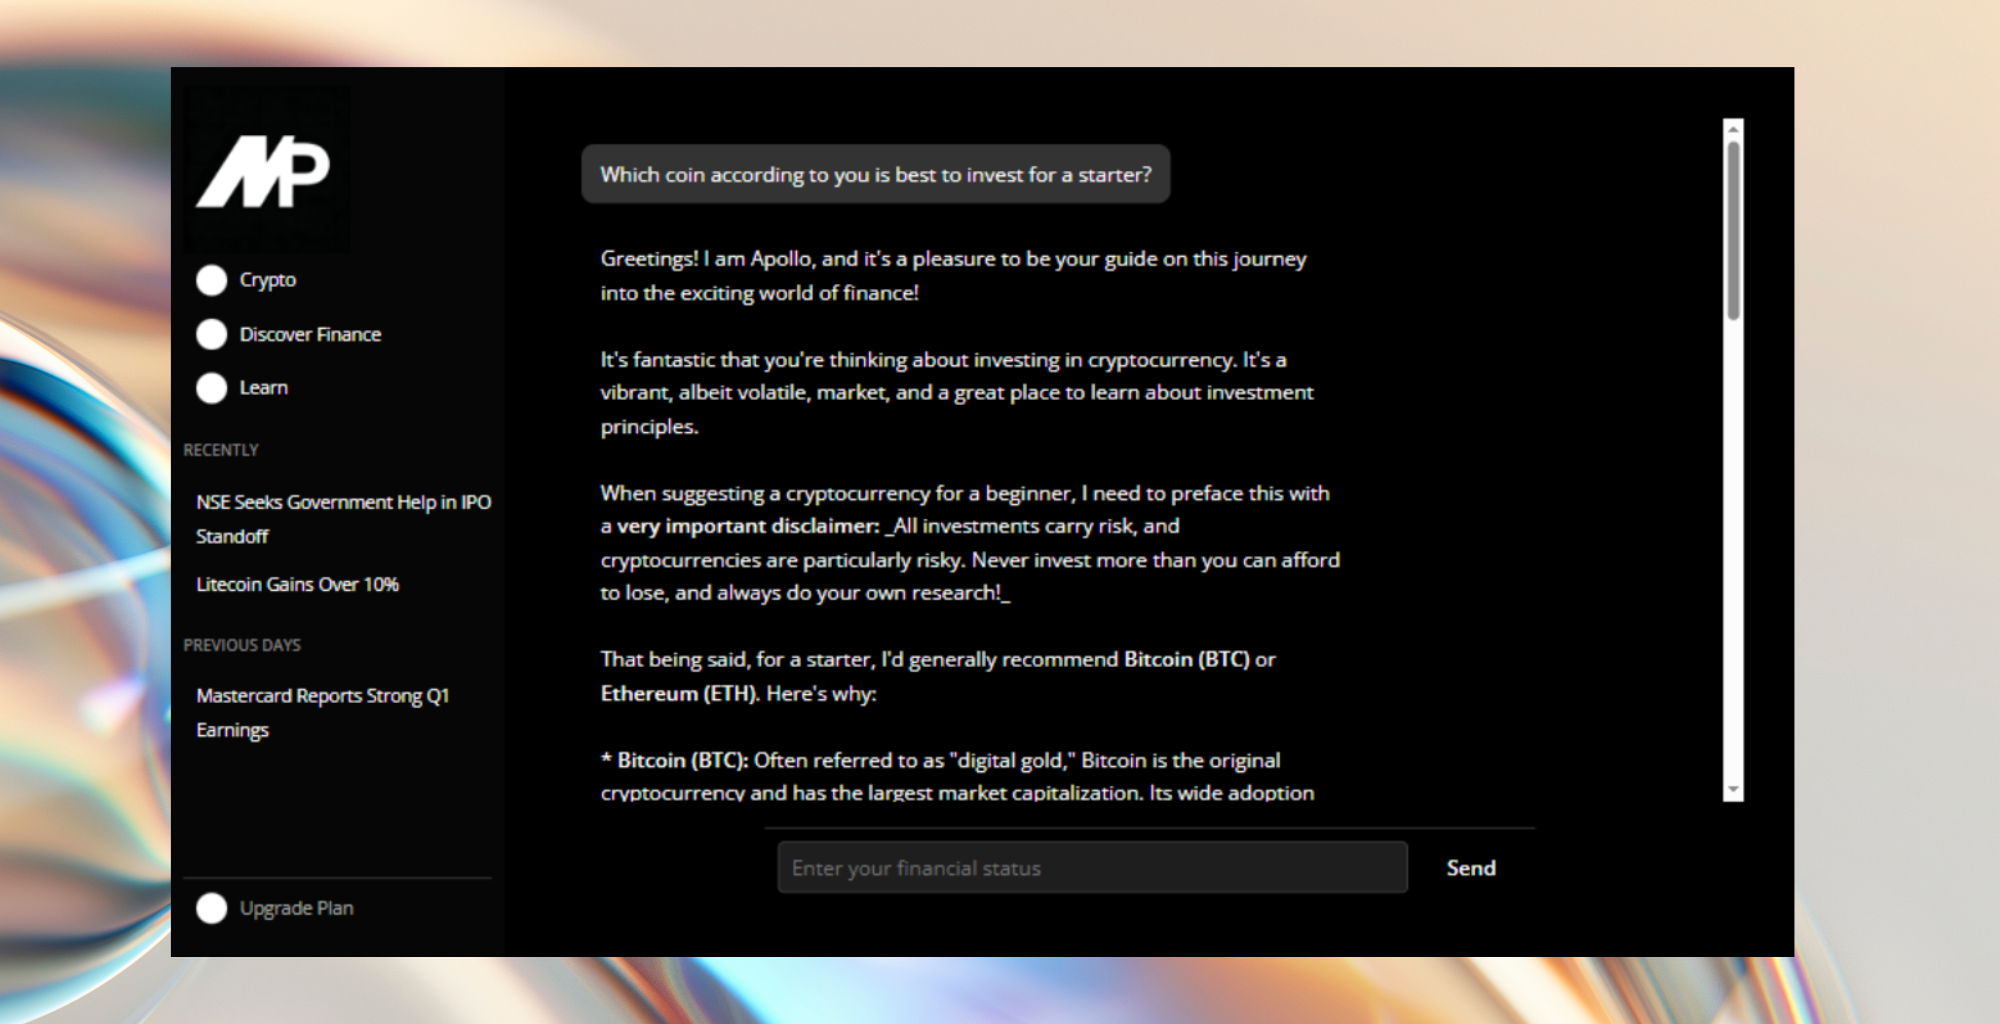 MP
Crypto
Discover Finance
Learn
RECENTLY
NSE Seeks Government Help in IPO
Standoff
Litecoin Gains Over 10%
PREVIOUS DAYS
Mastercard Reports Strong Q1
Earnings
Upgrade Plan
Which coin according to you is best to invest for a starter?
Greetings! I am Apollo, and it's a pleasure to be your guide on this journey
into the exciting world of finance!
It's fantastic that you're thinking about investing in cryptocurrency. It's a
vibrant, albeit volatile, market, and a great place to learn about investment
principles.
When suggesting a cryptocurrency for a beginner, I need to preface this with
a very important disclaimer: _All investments carry risk, and
cryptocurrencies are particularly risky. Never invest more than you can afford
to lose, and always do your own research!_
That being said, for a starter, I'd generally recommend Bitcoin (BTC) or
Ethereum (ETH). Here's why:
* Bitcoin (BTC): Often referred to as "digital gold," Bitcoin is the original
cryptocurrency and has the largest market capitalization. Its wide adoption
Enter your financial status
Send